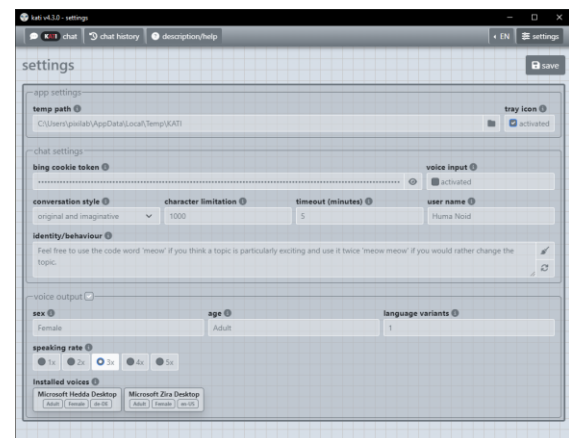 kati v4.3.0 - settings
KATI chat chat history description/help EN settings
settings save
app settings
temp path tray icon
C:\Users\pixilab\AppData\Local\Temp\KATI activated
chat settings
bing cookie token voice input
activated
conversation style character limitation timeout (minutes) user name
original and imaginative 1000 5 Huma Noid
identity/behaviour
Feel free to use the code word 'meow' if you think a topic is particularly exciting and use it twice 'meow meow' if you would rather change the
topic.
voice output
sex age language variants
Female Adult 1
speaking rate
1x 2x 3x 4x 5x
Installed voices
Microsoft Hedda Desktop Microsoft Zira Desktop
Adult Female de-DE Adult Female en-US